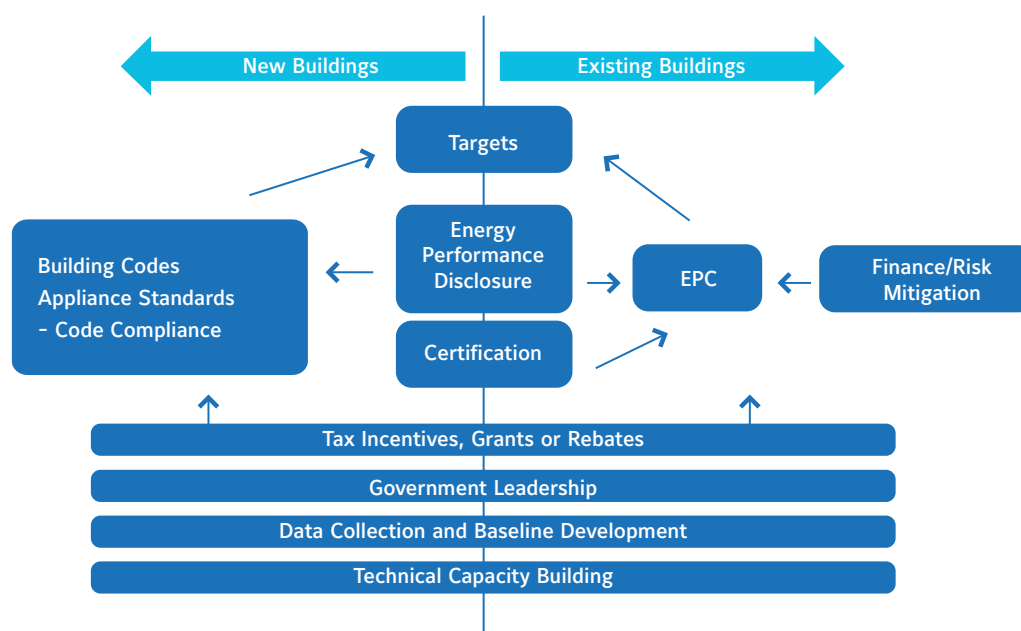 New Buildings
Existing Buildings
Targets
Energy
Performance
Disclosure
Building Codes
Appliance Standards
– Code Compliance
EPC
Finance/Risk
Mitigation
Certification
Tax Incentives, Grants or Rebates
Government Leadership
Data Collection and Baseline Development
Technical Capacity Building